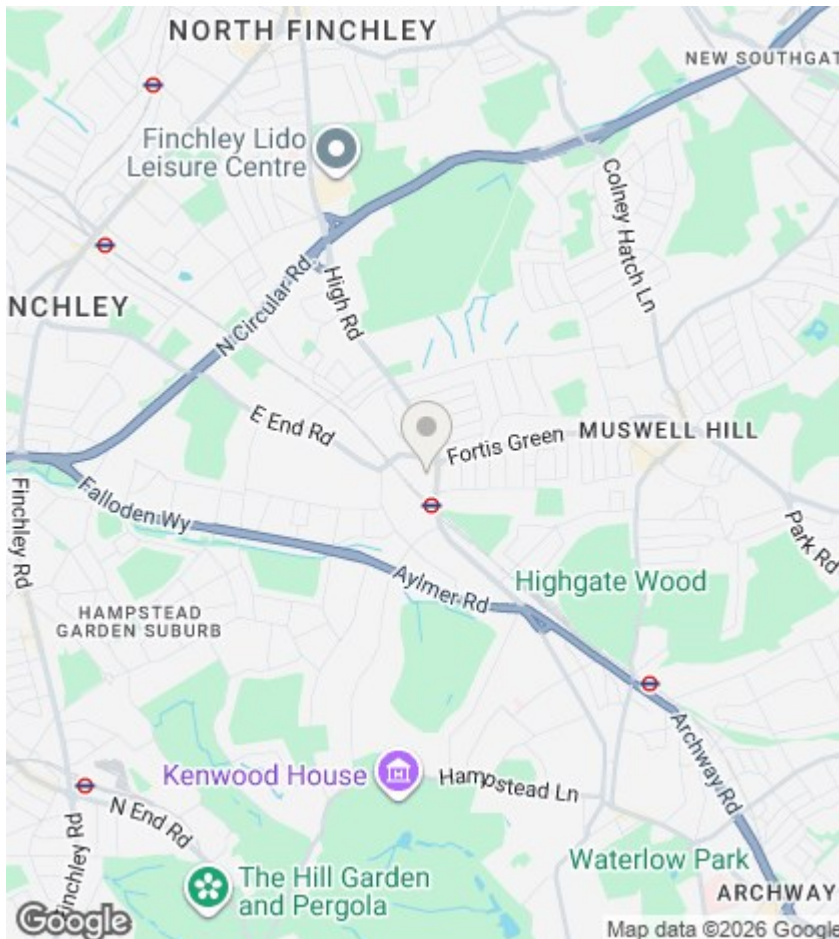 NORTH FINCHLEY
NEW SOUTHGAT
Finchley Lido
Leisure Centre
Colney Hatch Ln
NCHLEY
N Circular Rd
High Rd
E End Rd
Fortis Green
MUSWELL HILL
Finchley Rd
Falloden Wy
Park Rd
Aylmer Rd
Highgate Wood
HAMPSTEAD
GARDEN SUBURB
Archway Rd
Kenwood House
Hampstead Ln
N End Rd
Finchley Rd
Waterlow Park
The Hill Garden
and Pergola
ARCHWAY
Google
Map data ©2026 Google